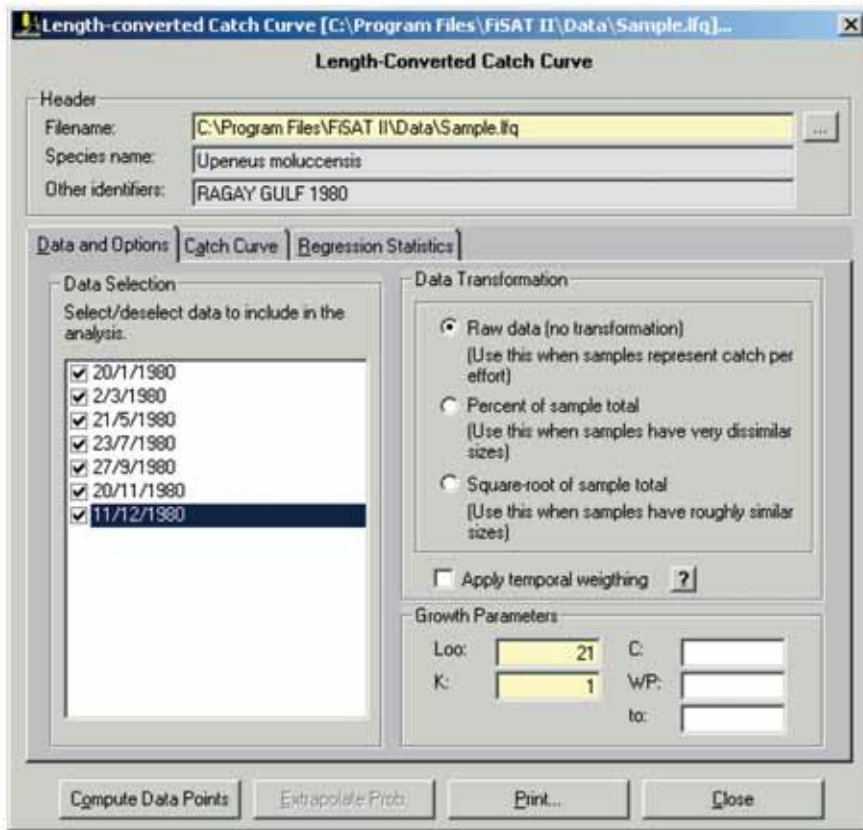 Length-converted Catch Curve [C:\Program Files\FiSAT II\Data\Sample.lfq]...
Length-Converted Catch Curve
Header
Filename: C:\Program Files\FiSAT II\Data\Sample.lfq ...
Species name: Upeneus moluccensis
Other identifiers: RAGAY GULF 1980
Data and Options Catch Curve Regression Statistics
Data Selection
Select/deselect data to include in the
analysis.
20/1/1980
2/3/1980
21/5/1980
23/7/1980
27/9/1980
20/11/1980
11/12/1980
Data Transformation
Raw data (no transformation)
(Use this when samples represent catch per
effort)
Percent of sample total
(Use this when samples have very dissimilar
sizes)
Square-root of sample total
(Use this when samples have roughly similar
sizes)
Apply temporal weigthing ?
Growth Parameters
Loo: 21 C:
K: 1 WP:
to:
Compute Data Points Extrapolate Prob. Print... Close